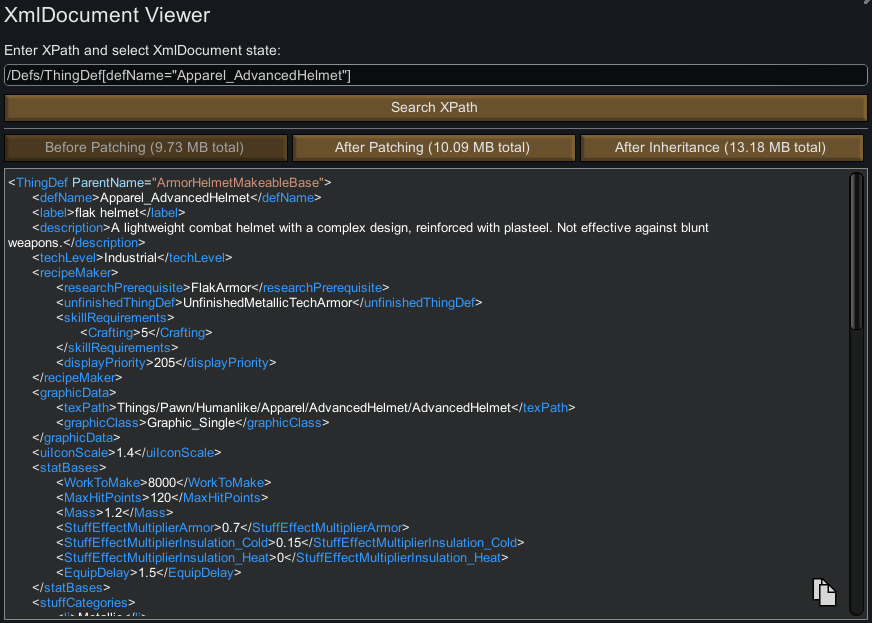 XmlDocument Viewer
Enter XPath and select XmlDocument state:
/Defs/ThingDef[defName="Apparel_AdvancedHelmet"]
Search XPath
Before Patching (9.73 MB total) After Patching (10.09 MB total) After Inheritance (13.18 MB total)
<ThingDef ParentName="ArmorHelmetMakeableBase">
<defName>Apparel_AdvancedHelmet</defName>
<label>flak helmet</label>
<description>A lightweight combat helmet with a complex design, reinforced with plasteel. Not effective against blunt
weapons.</description>
<techLevel>Industrial</techLevel>
<recipeMaker>
<researchPrerequisite>FlakArmor</researchPrerequisite>
<unfinishedThingDef>UnfinishedMetallicTechArmor</unfinishedThingDef>
<skillRequirements>
<Crafting>5</Crafting>
</skillRequirements>
<displayPriority>205</displayPriority>
</recipeMaker>
<graphicData>
<texPath>Things/Pawn/Humanlike/Apparel/AdvancedHelmet/AdvancedHelmet</texPath>
<graphicClass>Graphic_Single</graphicClass>
</graphicData>
<uiIconScale>1.4</uiIconScale>
<statBases>
<WorkToMake>8000</WorkToMake>
<MaxHitPoints>120</MaxHitPoints>
<Mass>1.2</Mass>
<StuffEffectMultiplierArmor>0.7</StuffEffectMultiplierArmor>
<StuffEffectMultiplierInsulation_Cold>0.15</StuffEffectMultiplierInsulation_Cold>
<StuffEffectMultiplierInsulation_Heat>0</StuffEffectMultiplierInsulation_Heat>
<EquipDelay>1.5</EquipDelay>
</statBases>
<stuffCategories>
<li>Metallic</li>